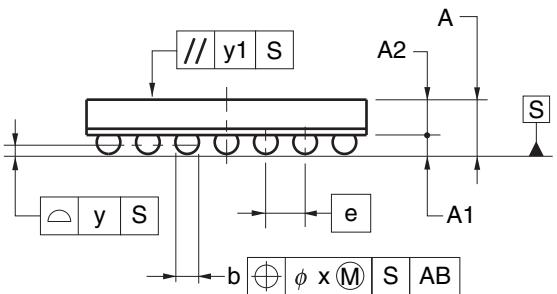 A
// y1 S
A2
S
⌓ y S
e
A1
b ⌖ ϕ x Ⓜ S AB